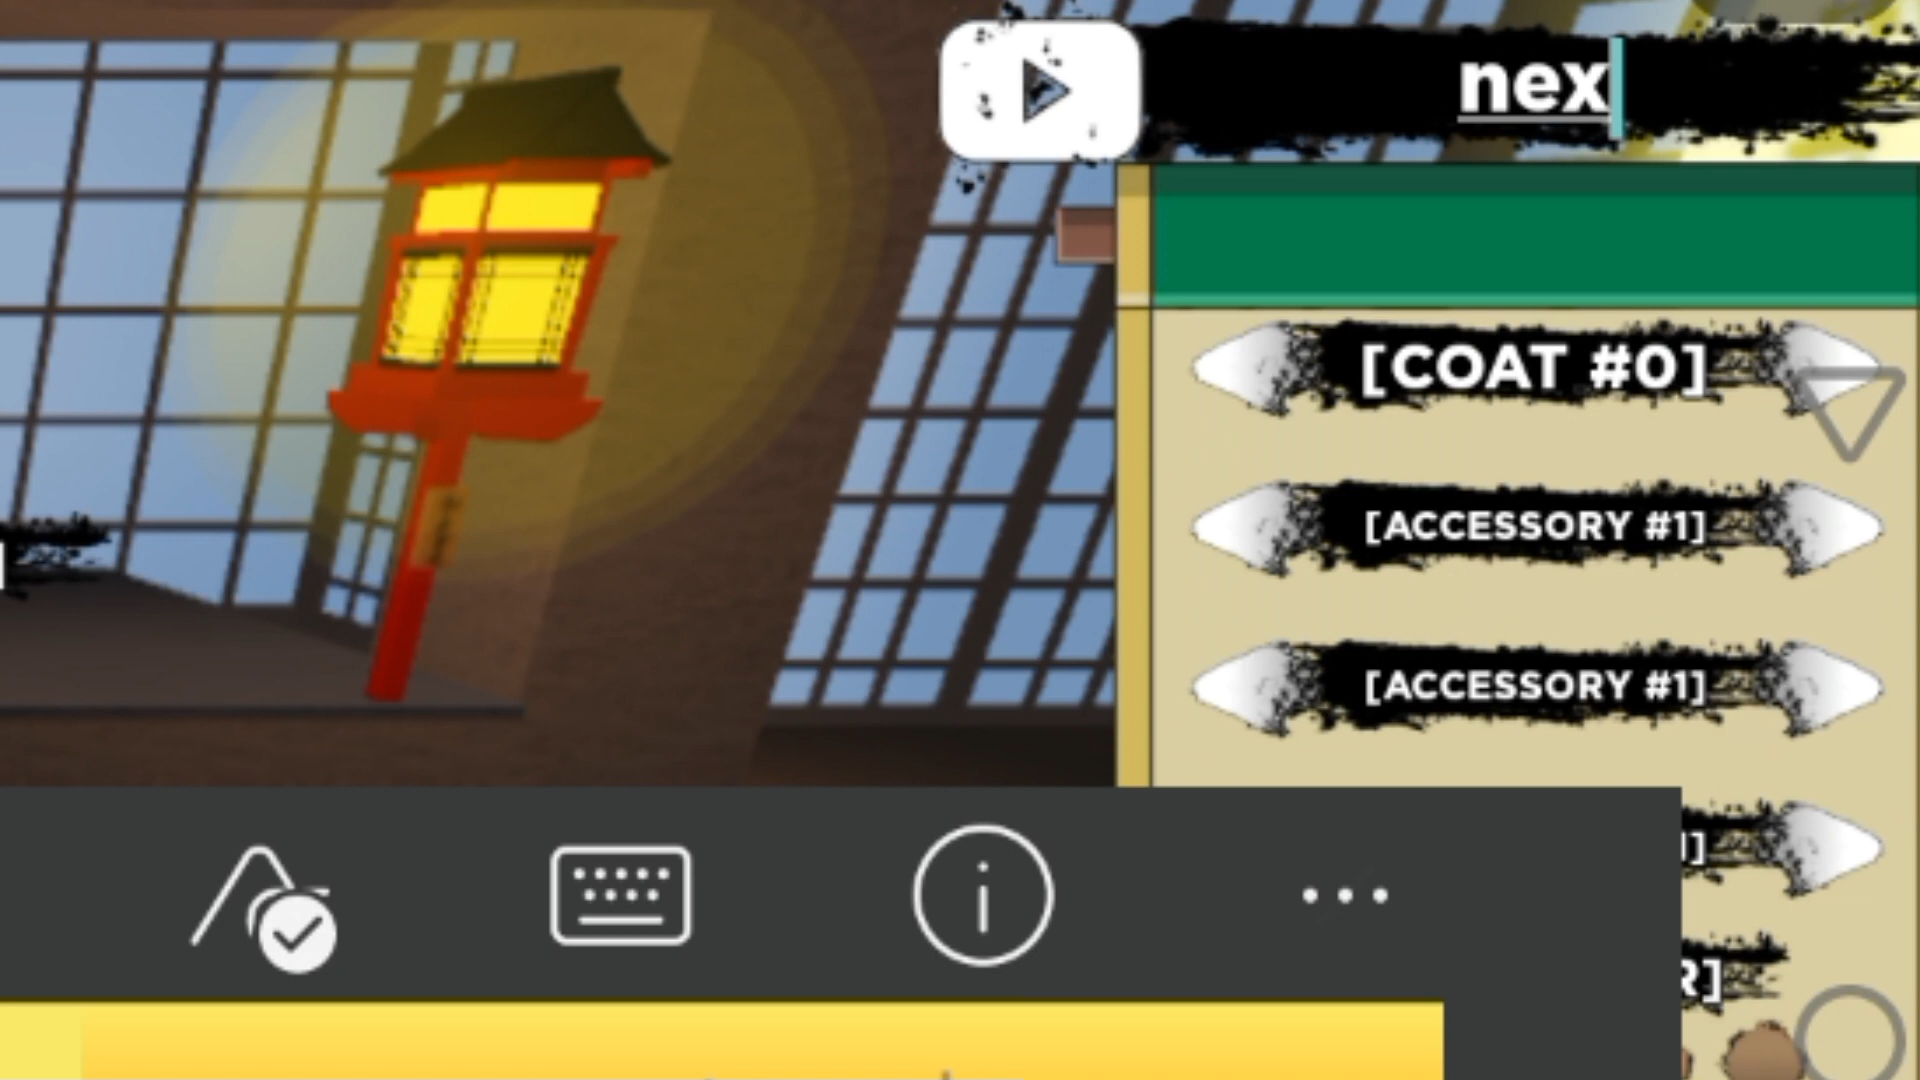 nex
[COAT #0]
[ACCESSORY #1]
[ACCESSORY #1]
]
R]